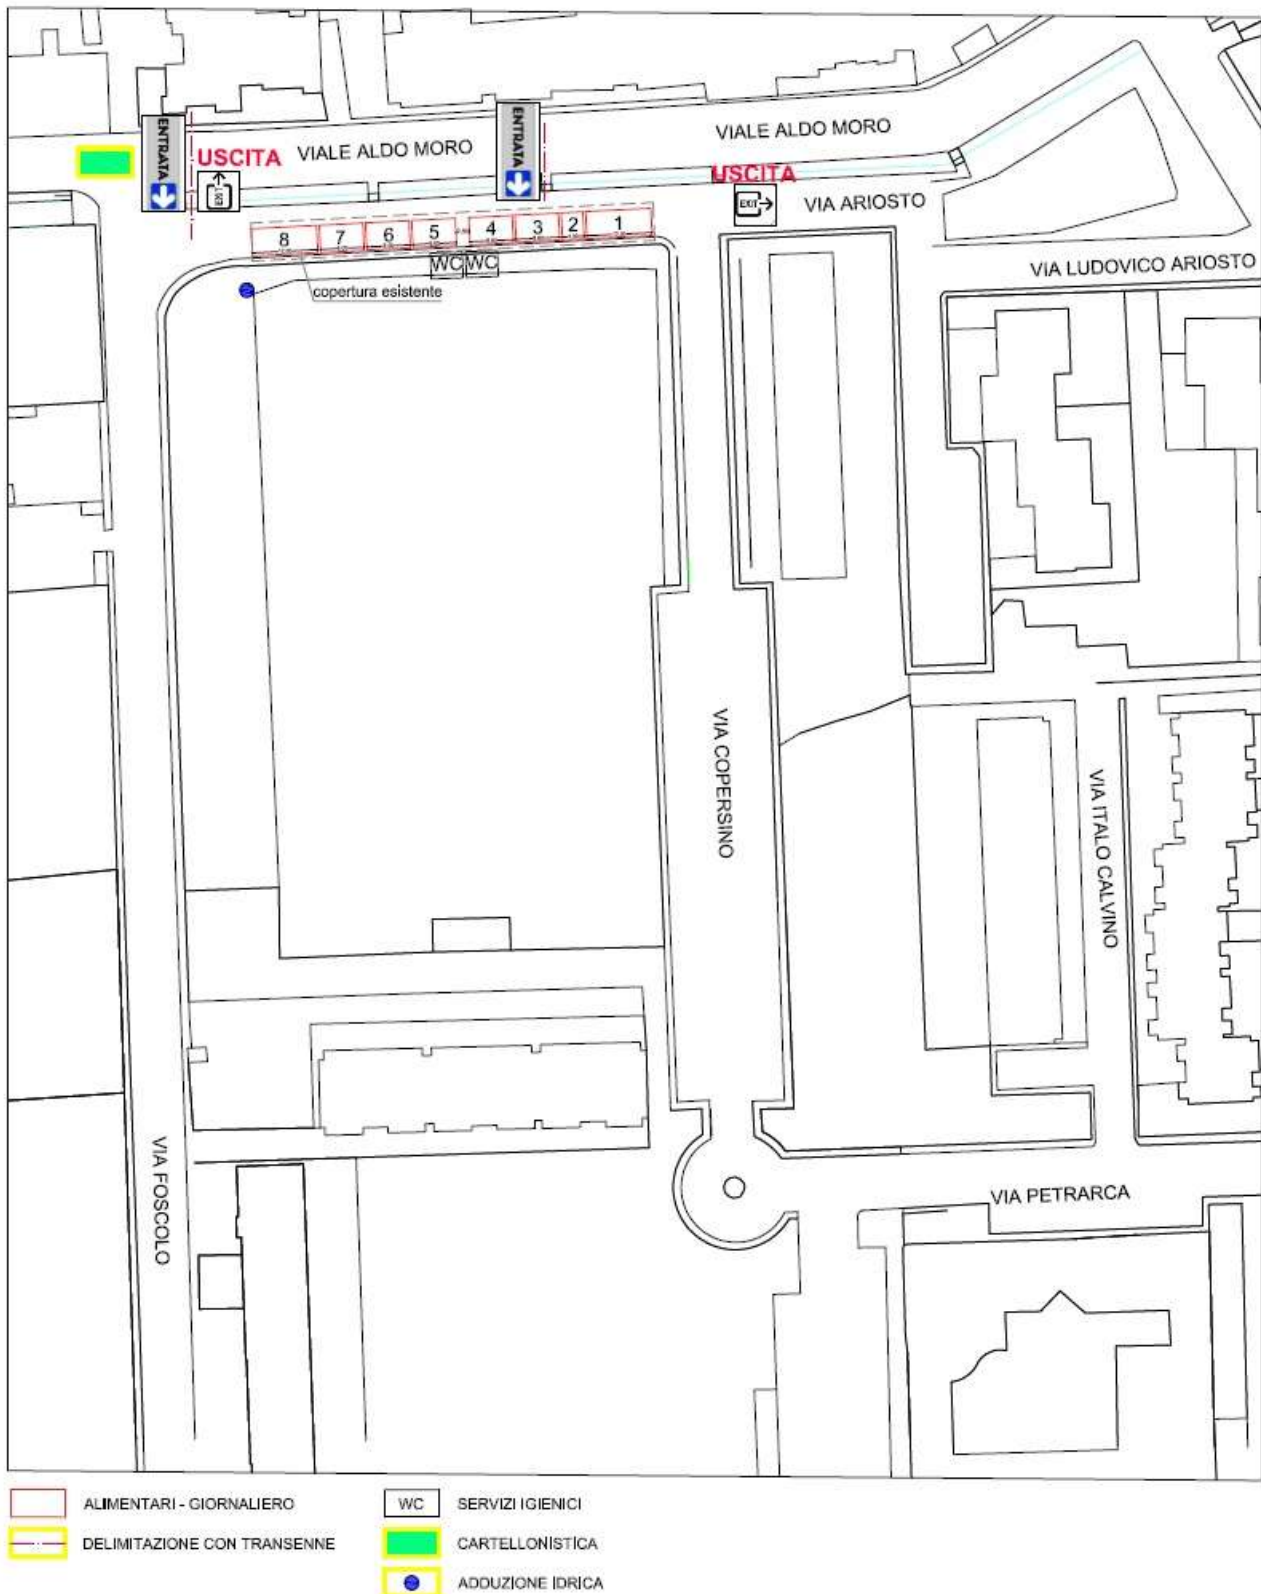 ENTRATA
ENTRATA
USCITA
VIALE ALDO MORO
VIALE ALDO MORO
USCITA
EXIT
EXIT
VIA ARIOSTO
8
7
6
5
4
3
2
1
WC
WC
copertura esistente
VIA LUDOVICO ARIOSTO
VIA COPERSINO
VIA ITALO CALVINO
VIA FOSCOLO
VIA PETRARCA
ALIMENTARI - GIORNALIERO
WC
SERVIZI IGIENICI
DELIMITAZIONE CON TRANSENNE
CARTELLONISTICA
ADDUZIONE IDRICA